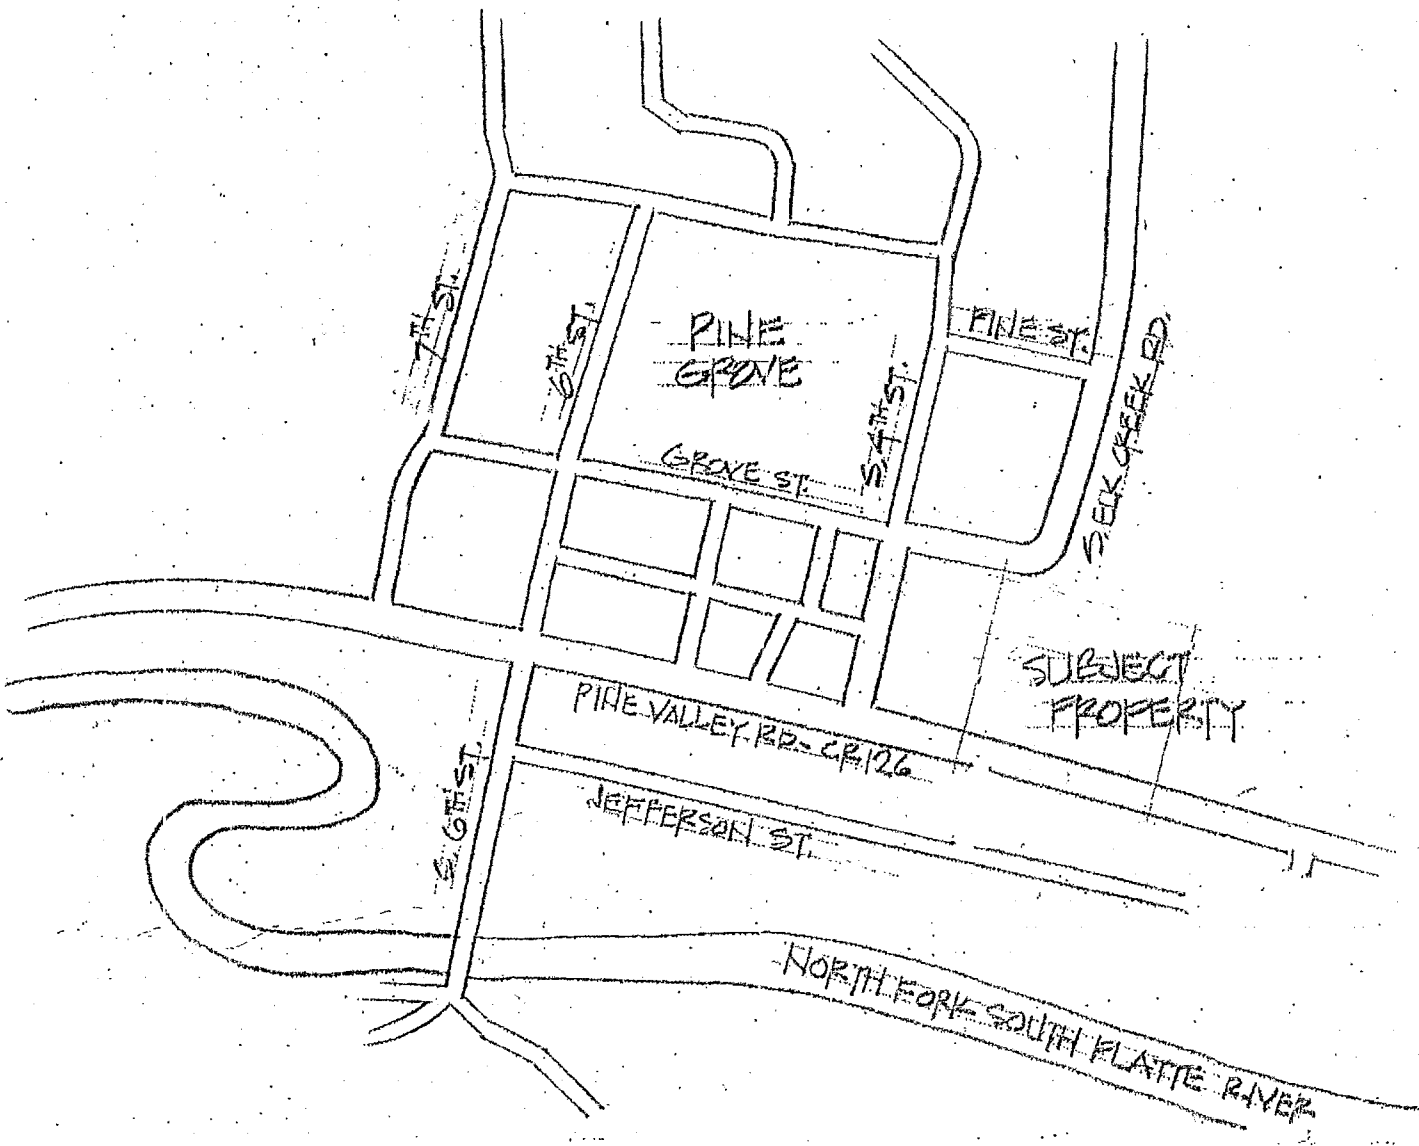 7TH ST.
6TH ST.
PINE
GROVE
PINE ST.
S. 4TH ST.
S. ELK CREEK RD.
GROVE ST.
SUBJECT
PROPERTY
PINE VALLEY RD - CR 126
S. 6TH ST.
JEFFERSON ST.
NORTH FORK SOUTH PLATTE RIVER